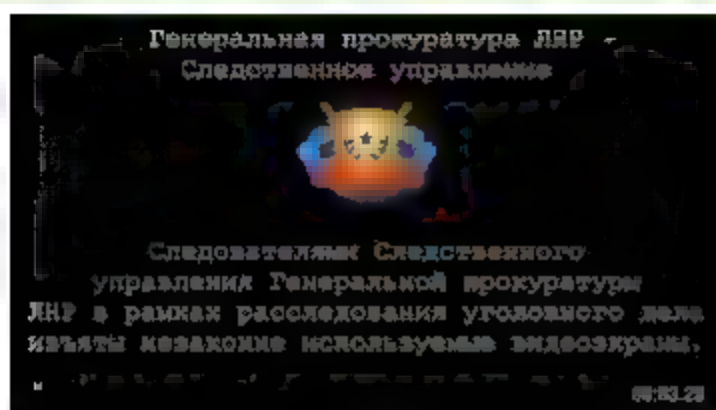 Генеральная прокуратура ЛНР -
Следственное управление
Следователями Следственного
управления Генеральной прокуратуры
ЛНР в рамках расследования уголовного дела
изъяты незаконно используемые видеоэкраны,